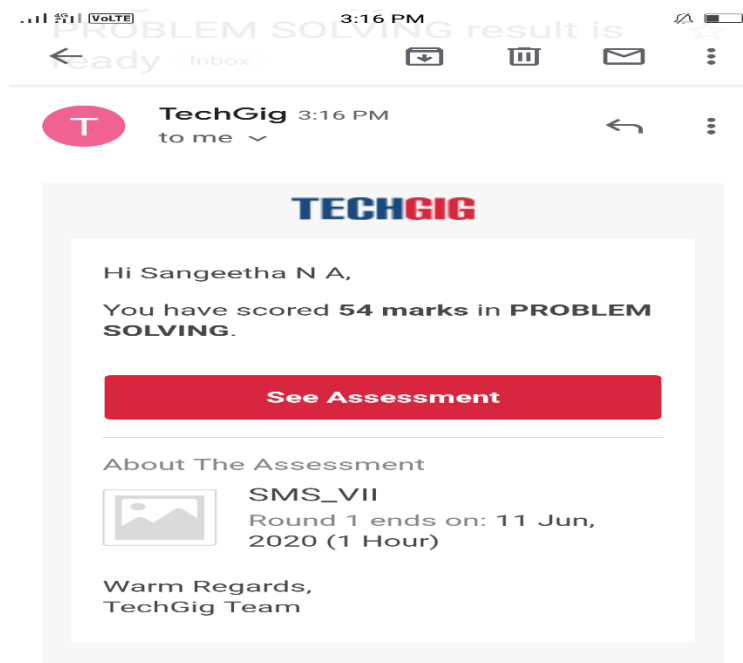 VoLTE 3:16 PM
PROBLEM SOLVING result is
ready Inbox
T
TechGig 3:16 PM
to me
TECHGIG
Hi Sangeetha N A,
You have scored 54 marks in PROBLEM
SOLVING.
See Assessment
About The Assessment
SMS_VII
Round 1 ends on: 11 Jun,
2020 (1 Hour)
Warm Regards,
TechGig Team